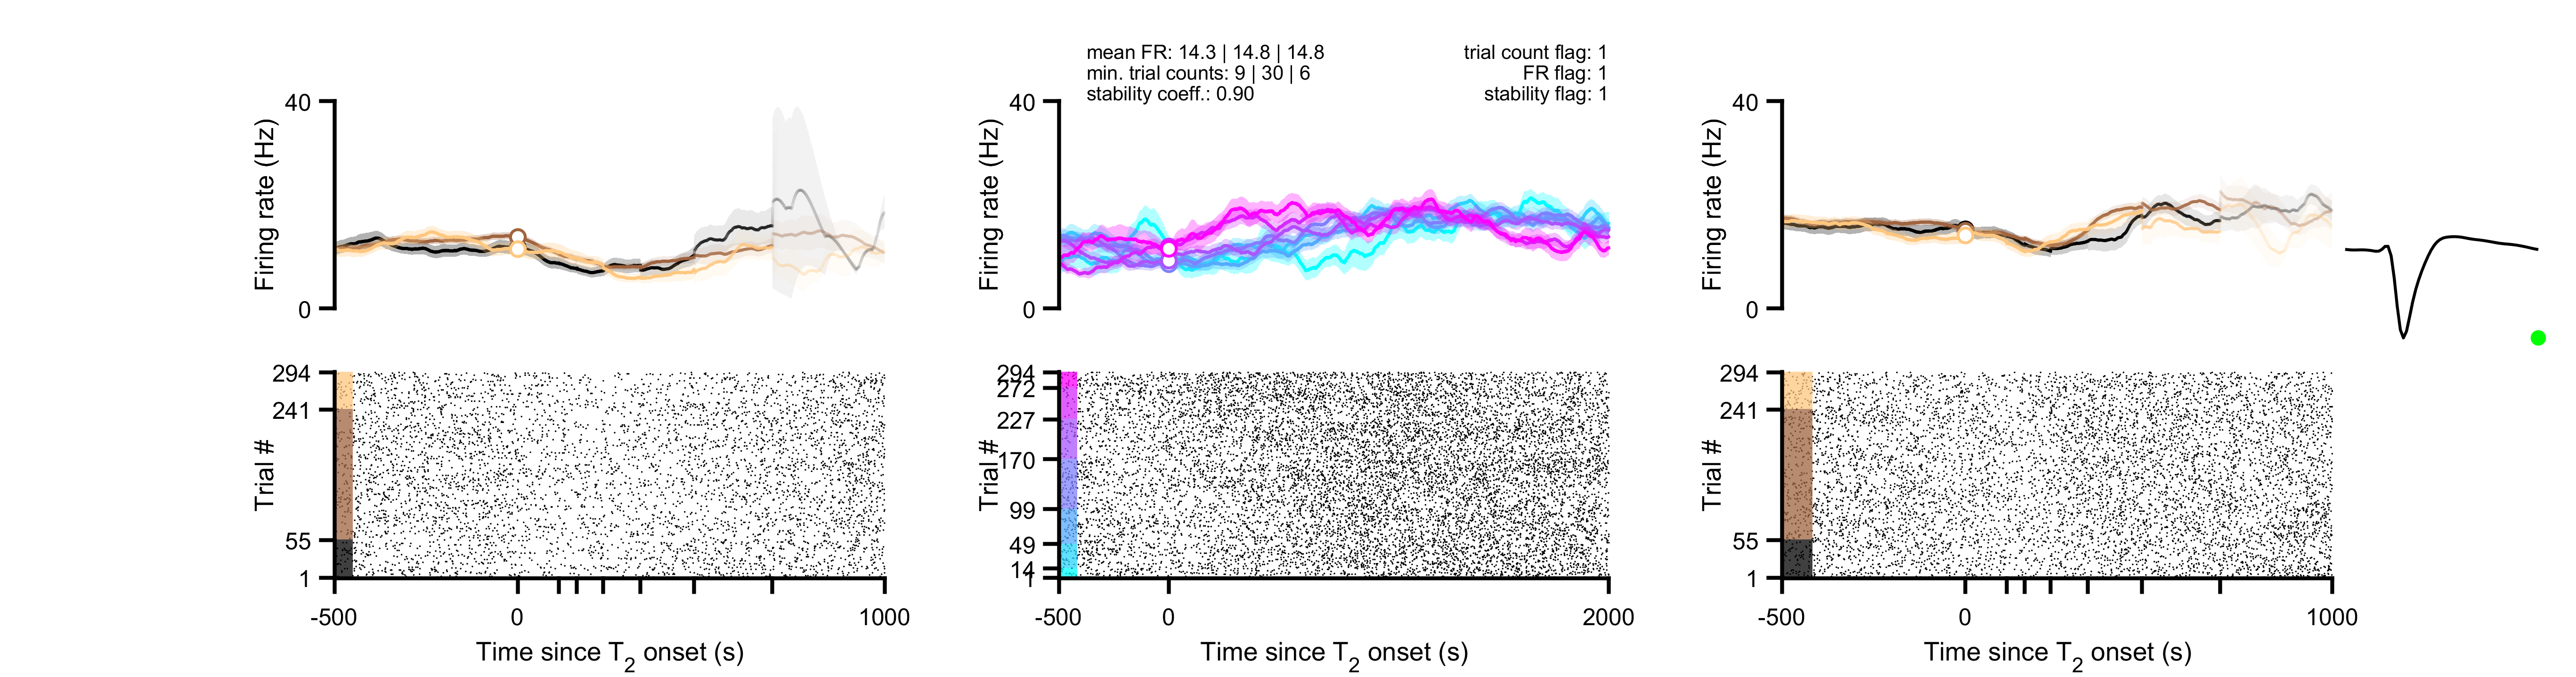 mean FR: 14.3 | 14.8 | 14.8
min. trial counts: 9 | 30 | 6
stability coeff.: 0.90
trial count flag: 1
FR flag: 1
stability flag: 1
40
Firing rate (Hz)
0
40
Firing rate (Hz)
0
40
Firing rate (Hz)
0
294
241
Trial #
55
1
-500
0
1000
Time since T2 onset (s)
294
272
227
Trial #
170
99
49
14
-500
0
2000
Time since T2 onset (s)
294
241
Trial #
55
1
-500
0
1000
Time since T2 onset (s)